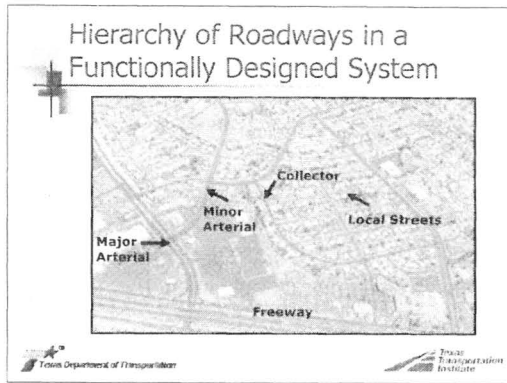 Hierarchy of Roadways in a
Functionally Designed System
Collector
Minor
Arterial
Local Streets
Major
Arterial
Freeway
Texas Department of Transportation
Texas
Transportation
Institute